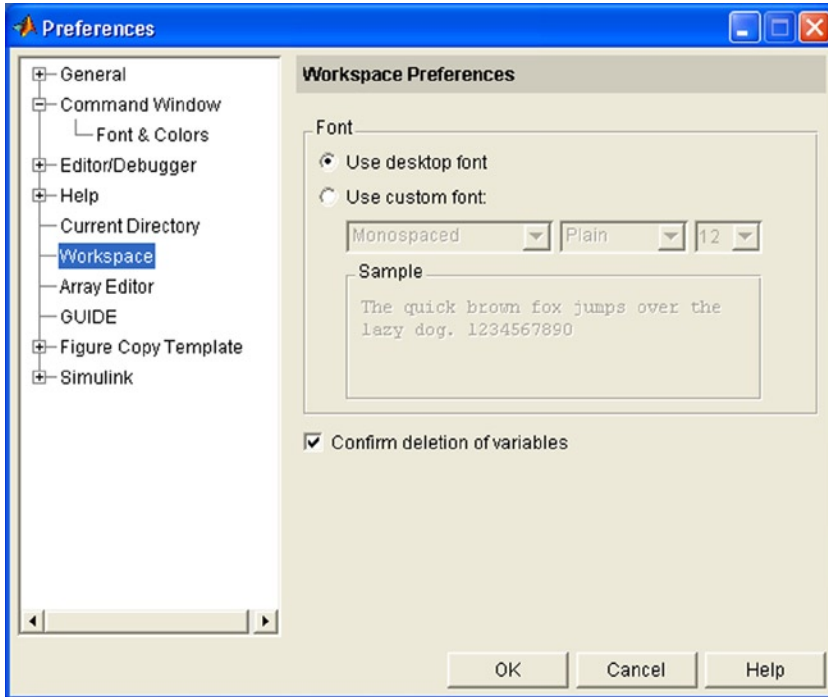 Preferences
General
Command Window
Font & Colors
Editor/Debugger
Help
Current Directory
Workspace
Array Editor
GUIDE
Figure Copy Template
Simulink
Workspace Preferences
Font
Use desktop font
Use custom font:
Monospaced Plain 12
Sample
The quick brown fox jumps over the
lazy dog. 1234567890
Confirm deletion of variables
OK Cancel Help